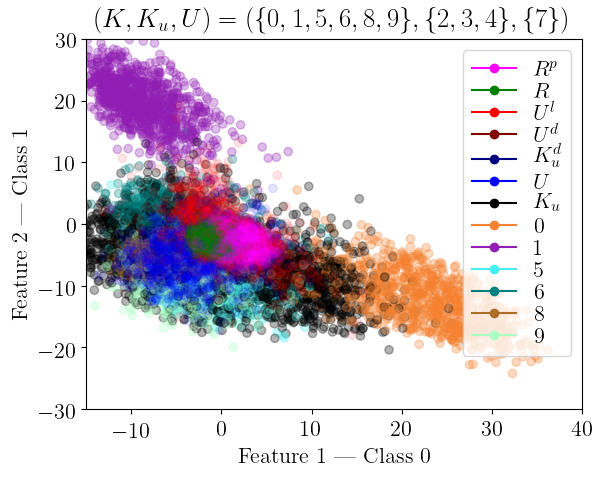 (K, K_u, U) = ({0, 1, 5, 6, 8, 9}, {2, 3, 4}, {7})
30
20
10
0
−10
−20
−30
−10
0
10
20
30
40
Feature 2 — Class 1
Feature 1 — Class 0
R^p
R
U^l
U^d
K_u^d
U
K_u
0
1
5
6
8
9